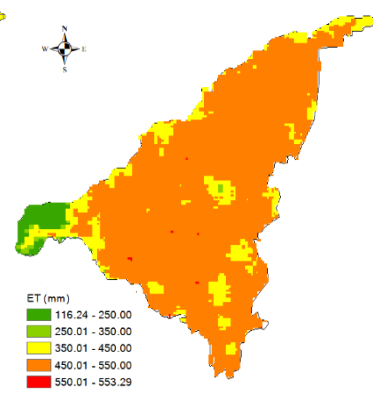 N
W E
S
ET (mm)
116.24 - 250.00
250.01 - 350.00
350.01 - 450.00
450.01 - 550.00
550.01 - 553.29